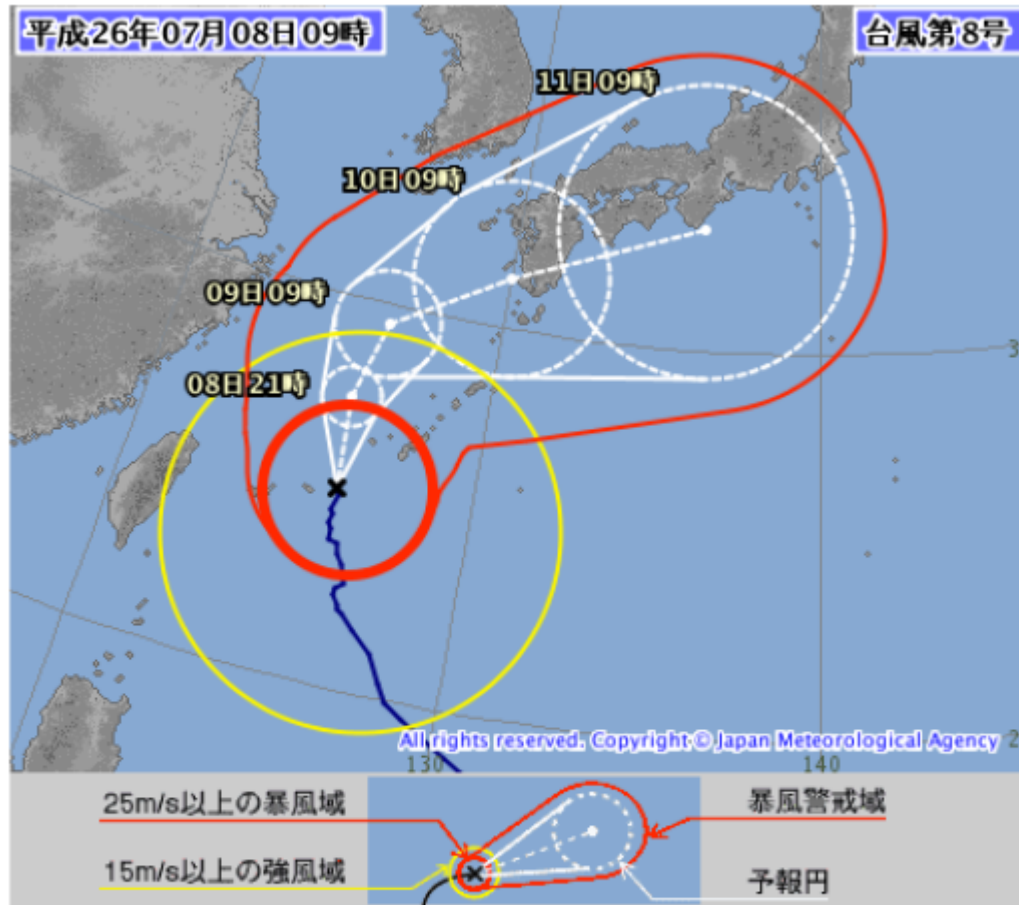 平成26年07月08日09時
台風第8号
11日09時
10日09時
09日09時
08日21時
3
All rights reserved. Copyright © Japan Meteorological Agency
2
130
140
25m/s以上の暴風域
暴風警戒域
15m/s以上の強風域
予報円